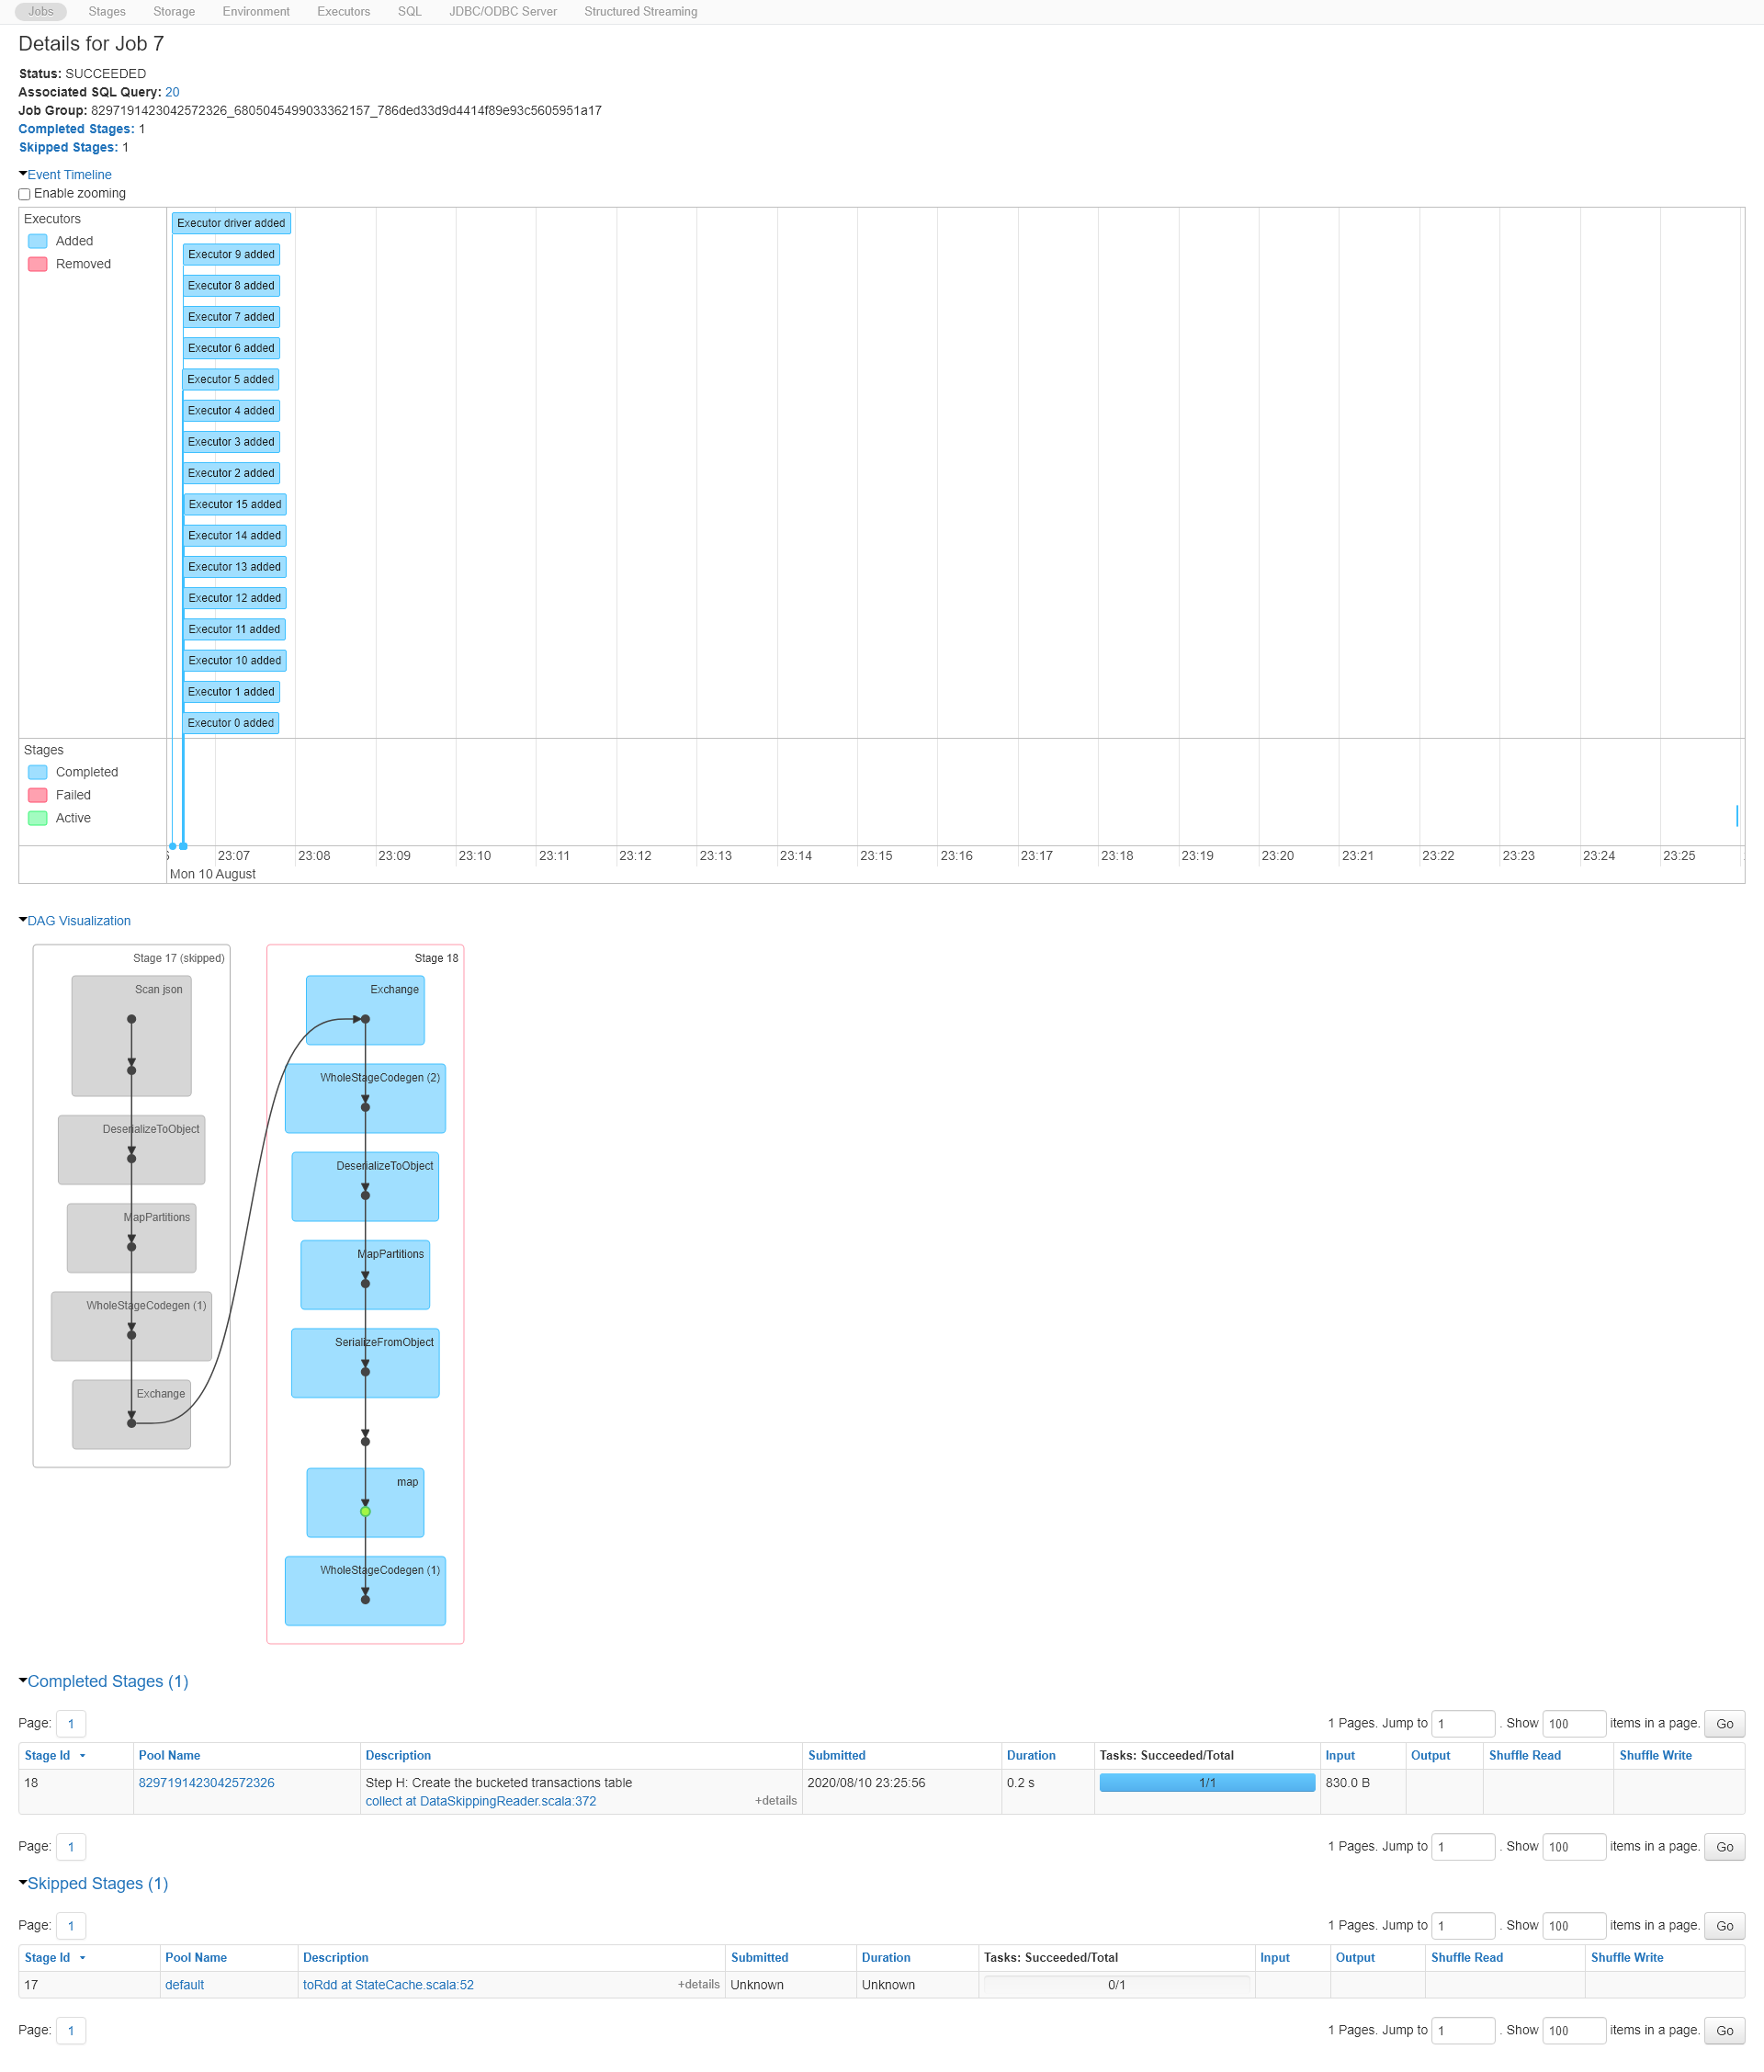 Jobs Stages Storage Environment Executors SQL JDBC/ODBC Server Structured Streaming
Details for Job 7
Status: SUCCEEDED
Associated SQL Query: 20
Job Group: 8297191423042572326_6805045499033362157_786ded33d9d4414f89e93c5605951a17
Completed Stages: 1
Skipped Stages: 1
Event Timeline
Enable zooming
Executors
Added
Removed
Executor driver added
Executor 9 added
Executor 8 added
Executor 7 added
Executor 6 added
Executor 5 added
Executor 4 added
Executor 3 added
Executor 2 added
Executor 15 added
Executor 14 added
Executor 13 added
Executor 12 added
Executor 11 added
Executor 10 added
Executor 1 added
Executor 0 added
Stages
Completed
Failed
Active
23:07 23:08 23:09 23:10 23:11 23:12 23:13 23:14 23:15 23:16 23:17 23:18 23:19 23:20 23:21 23:22 23:23 23:24 23:25
Mon 10 August
DAG Visualization
Stage 17 (skipped)
Scan json
DeserializeToObject
MapPartitions
WholeStageCodegen (1)
Exchange
Stage 18
Exchange
WholeStageCodegen (2)
DeserializeToObject
MapPartitions
SerializeFromObject
map
WholeStageCodegen (1)
Completed Stages (1)
Page: 1 1 Pages. Jump to 1 . Show 100 items in a page. Go
Stage Id Pool Name Description Submitted Duration Tasks: Succeeded/Total Input Output Shuffle Read Shuffle Write
18 8297191423042572326 Step H: Create the bucketed transactions table 2020/08/10 23:25:56 0.2 s 1/1 830.0 B
collect at DataSkippingReader.scala:372 +details
Page: 1 1 Pages. Jump to 1 . Show 100 items in a page. Go
Skipped Stages (1)
Page: 1 1 Pages. Jump to 1 . Show 100 items in a page. Go
Stage Id Pool Name Description Submitted Duration Tasks: Succeeded/Total Input Output Shuffle Read Shuffle Write
17 default toRdd at StateCache.scala:52 +details Unknown Unknown 0/1
Page: 1 1 Pages. Jump to 1 . Show 100 items in a page. Go